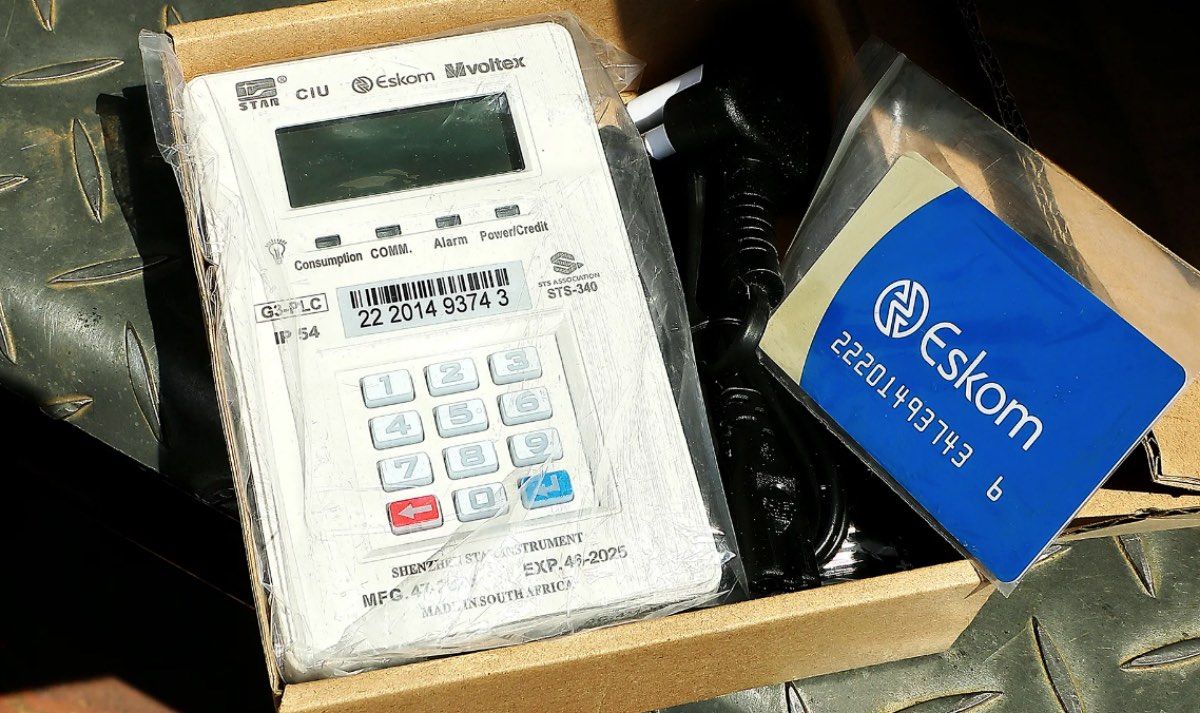 STAR® CIU Eskom Mvoltex
Consumption COMM. Alarm Power/Credit
STS ASSOCIATION
STS-340
G3-PLC
IP 54
22 2014 9374 3
1 2 3
4 5 6
7 8 9
0
INSTRUMENT
MFG. EXP.46-2025
MADE IN SOUTH AFRICA
Eskom
22201493743 6